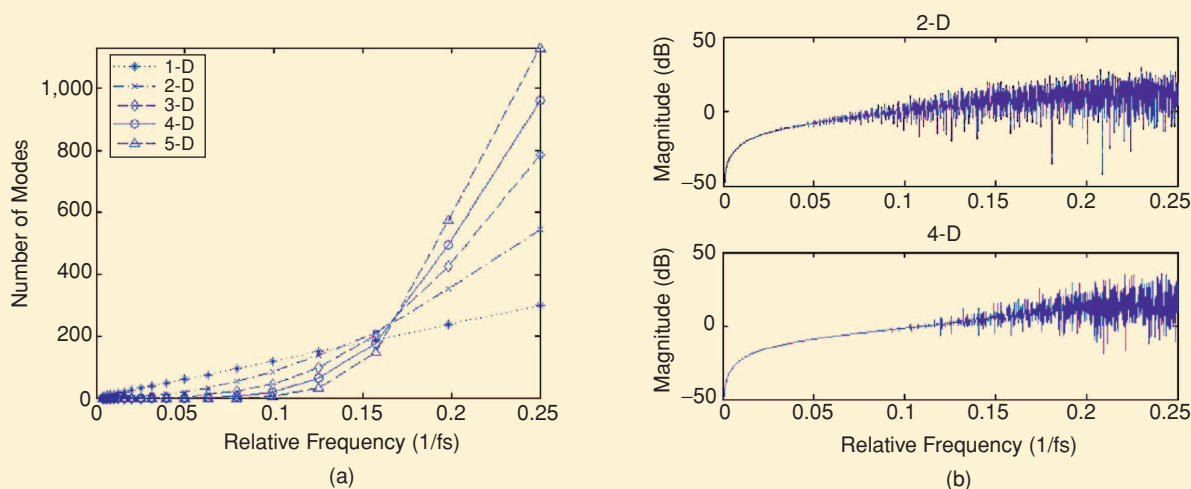 1-D
2-D
3-D
4-D
5-D
1,000
800
600
400
200
0
Number of Modes
0.05
0.1
0.15
0.2
0.25
Relative Frequency (1/fs)
(a)
2-D
50
0
−50
Magnitude (dB)
0
0.05
0.1
0.15
0.2
0.25
4-D
50
0
−50
Magnitude (dB)
0
0.05
0.1
0.15
0.2
0.25
Relative Frequency (1/fs)
(b)